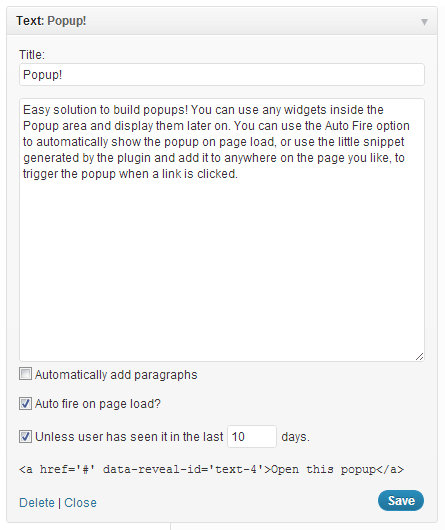 Text: Popup!
Title:
Popup!
Easy solution to build popups! You can use any widgets inside the
Popup area and display them later on. You can use the Auto Fire option
to automatically show the popup on page load, or use the little snippet
generated by the plugin and add it to anywhere on the page you like, to
trigger the popup when a link is clicked.
Automatically add paragraphs
Auto fire on page load?
Unless user has seen it in the last 10 days.
<a href='#' data-reveal-id='text-4'>Open this popup</a>
Delete | Close Save